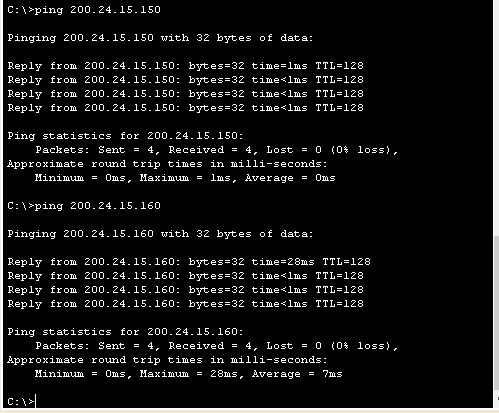 C:\>ping 200.24.15.150
Pinging 200.24.15.150 with 32 bytes of data:
Reply from 200.24.15.150: bytes=32 time=1ms TTL=128
Reply from 200.24.15.150: bytes=32 time<1ms TTL=128
Reply from 200.24.15.150: bytes=32 time<1ms TTL=128
Reply from 200.24.15.150: bytes=32 time<1ms TTL=128
Ping statistics for 200.24.15.150:
    Packets: Sent = 4, Received = 4, Lost = 0 (0% loss),
Approximate round trip times in milli-seconds:
    Minimum = 0ms, Maximum = 1ms, Average = 0ms
C:\>ping 200.24.15.160
Pinging 200.24.15.160 with 32 bytes of data:
Reply from 200.24.15.160: bytes=32 time=28ms TTL=128
Reply from 200.24.15.160: bytes=32 time<1ms TTL=128
Reply from 200.24.15.160: bytes=32 time<1ms TTL=128
Reply from 200.24.15.160: bytes=32 time<1ms TTL=128
Ping statistics for 200.24.15.160:
    Packets: Sent = 4, Received = 4, Lost = 0 (0% loss),
Approximate round trip times in milli-seconds:
    Minimum = 0ms, Maximum = 28ms, Average = 7ms
C:\>